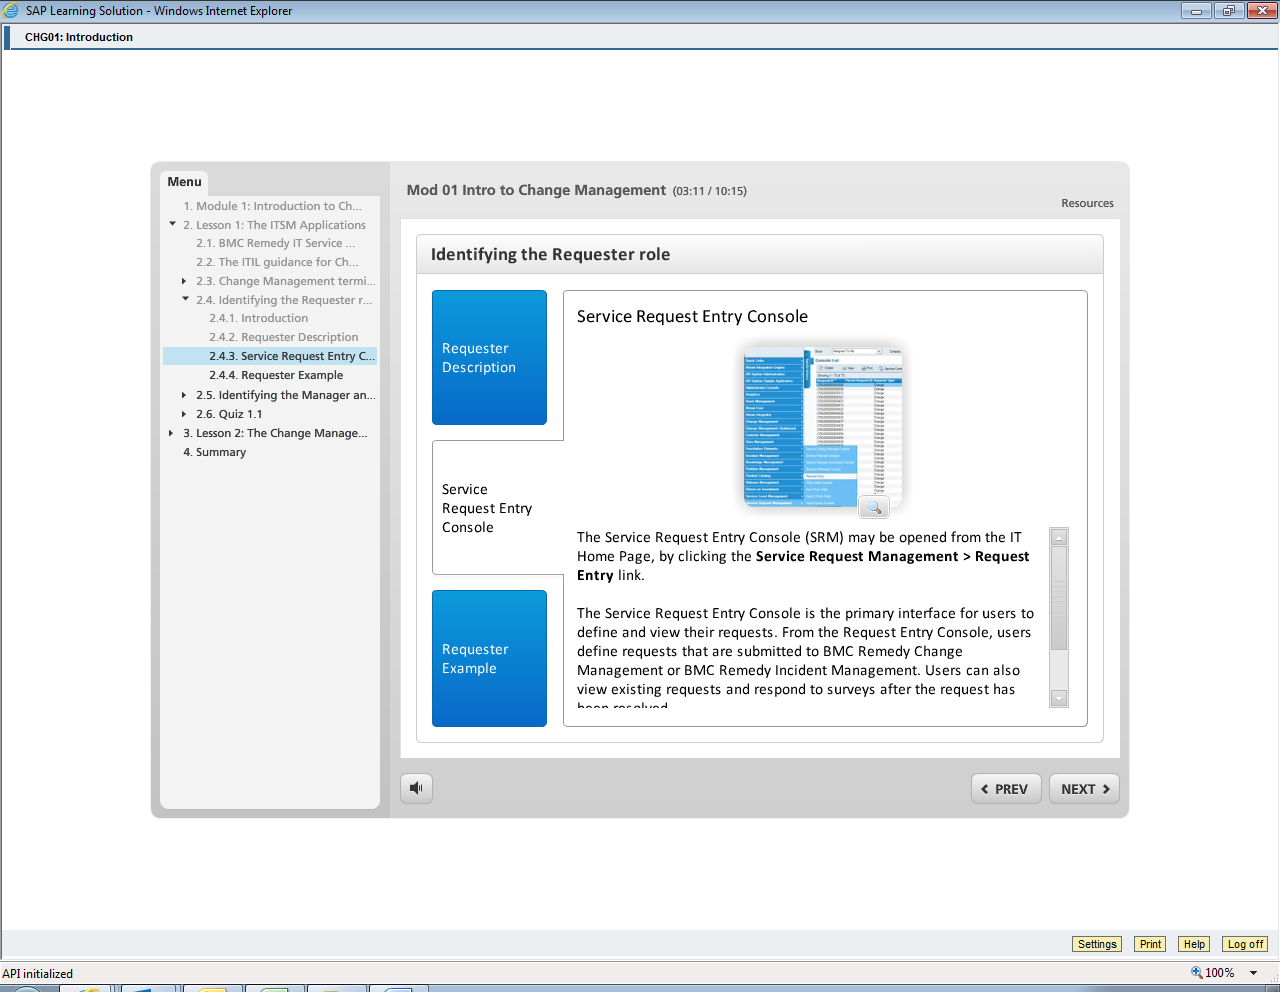 SAP Learning Solution - Windows Internet Explorer
CHG01: Introduction
Menu
1. Module 1: Introduction to Ch...
2. Lesson 1: The ITSM Applications
2.1. BMC Remedy IT Service ...
2.2. The ITIL guidance for Ch...
2.3. Change Management termi...
2.4. Identifying the Requester r...
2.4.1. Introduction
2.4.2. Requester Description
2.4.3. Service Request Entry C...
2.4.4. Requester Example
2.5. Identifying the Manager an...
2.6. Quiz 1.1
3. Lesson 2: The Change Manage...
4. Summary
Mod 01 Intro to Change Management (03:11 / 10:15)
Resources
Identifying the Requester role
Requester
Description
Service
Request Entry
Console
Requester
Example
Service Request Entry Console
The Service Request Entry Console (SRM) may be opened from the IT
Home Page, by clicking the Service Request Management > Request
Entry link.
The Service Request Entry Console is the primary interface for users to
define and view their requests. From the Request Entry Console, users
define requests that are submitted to BMC Remedy Change
Management or BMC Remedy Incident Management. Users can also
view existing requests and respond to surveys after the request has
been resolved.
PREV
NEXT
Settings
Print
Help
Log off
API initialized
100%